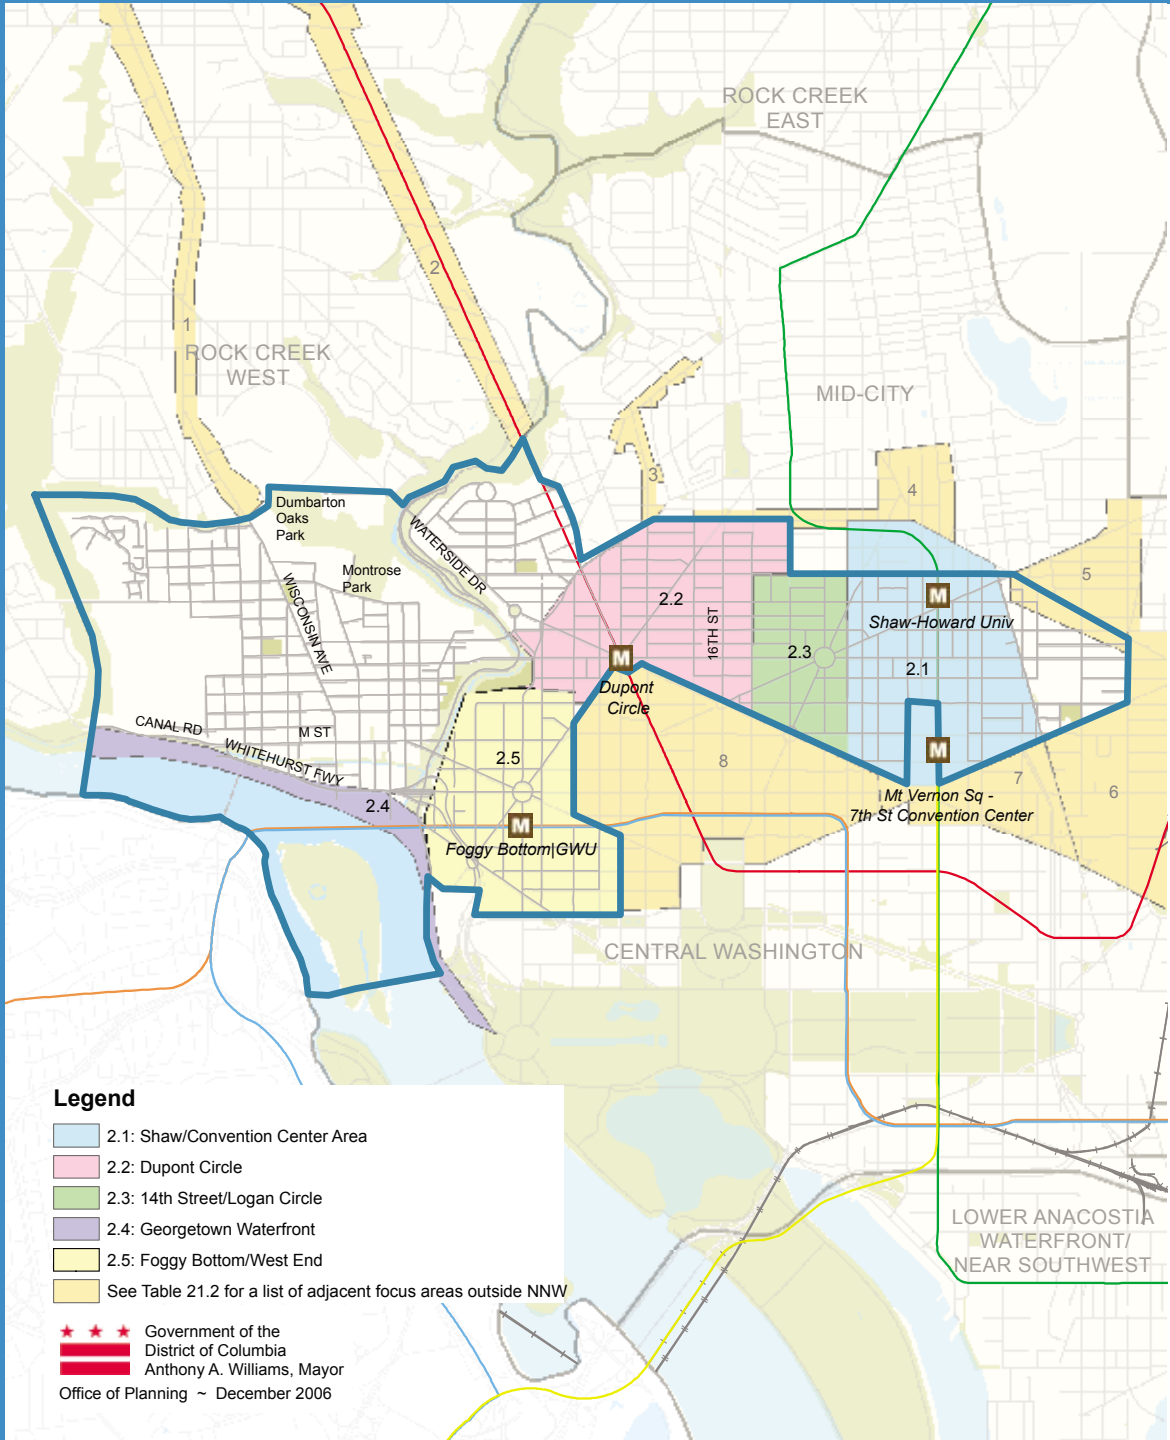 ROCK CREEK
EAST
2
1
ROCK CREEK
WEST
MID-CITY
3
4
Dumbarton
Oaks
Park
WATERSIDE DR
Montrose
Park
WISCONSIN AVE
5
2.2
16TH ST
Shaw-Howard Univ
2.3
2.1
Dupont
Circle
CANAL RD
M ST
WHITEHURST FWY
2.5
8
7
6
2.4
Mt Vernon Sq -
7th St Convention Center
Foggy Bottom|GWU
CENTRAL WASHINGTON
M
M
M
M
LOWER ANACOSTIA
WATERFRONT/
NEAR SOUTHWEST
Legend
2.1: Shaw/Convention Center Area
2.2: Dupont Circle
2.3: 14th Street/Logan Circle
2.4: Georgetown Waterfront
2.5: Foggy Bottom/West End
See Table 21.2 for a list of adjacent focus areas outside NNW
Government of the
District of Columbia
Anthony A. Williams, Mayor
Office of Planning ~ December 2006